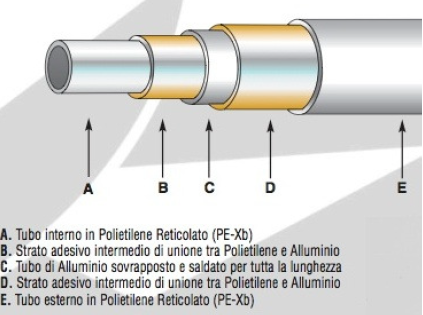 A B C D E
A. Tubo interno in Polietilene Reticolato (PE-Xb)
B. Strato adesivo intermedio di unione tra Polietilene e Alluminio
C. Tubo di Alluminio sovrapposto e saldato per tutta la lunghezza
D. Strato adesivo intermedio di unione tra Polietilene e Alluminio
E. Tubo esterno in Polietilene Reticolato (PE-Xb)